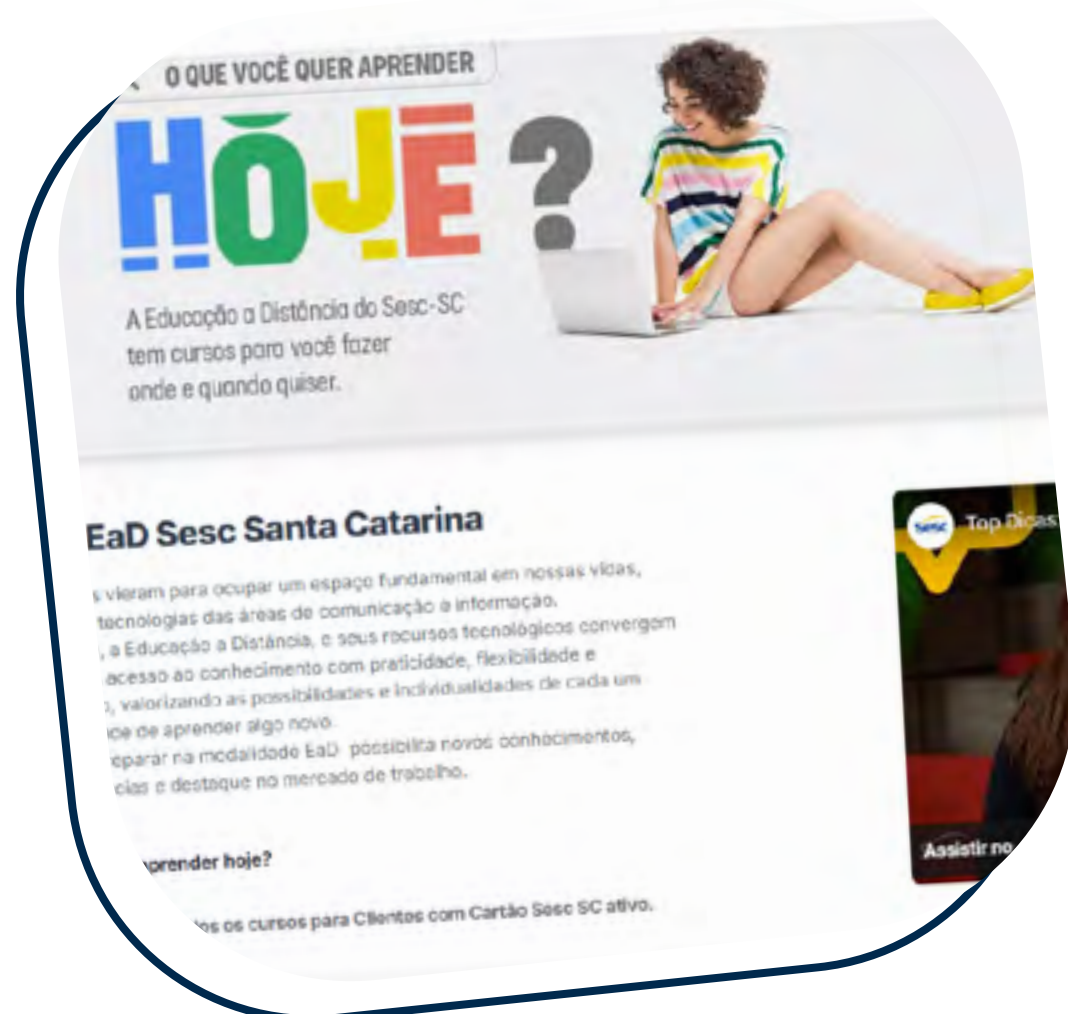 O QUE VOCÊ QUER APRENDER
HOJE ?
A Educação a Distância do Sesc-SC
tem cursos para você fazer
onde e quando quiser.
EaD Sesc Santa Catarina
s vieram para ocupar um espaço fundamental em nossas vidas,
tecnologias das áreas de comunicação e informação.
, a Educação a Distância, e seus recursos tecnológicos convergem
acesso ao conhecimento com praticidade, flexibilidade e
, valorizando as possibilidades e individualidades de cada um
de aprender algo novo.
eparar na modalidade EaD possibilita novos conhecimentos,
cias e destaque no mercado de trabalho.
prender hoje?
os os cursos para Clientes com Cartão Sesc SC ativo.
Sesc Top Dicas
Assistir no